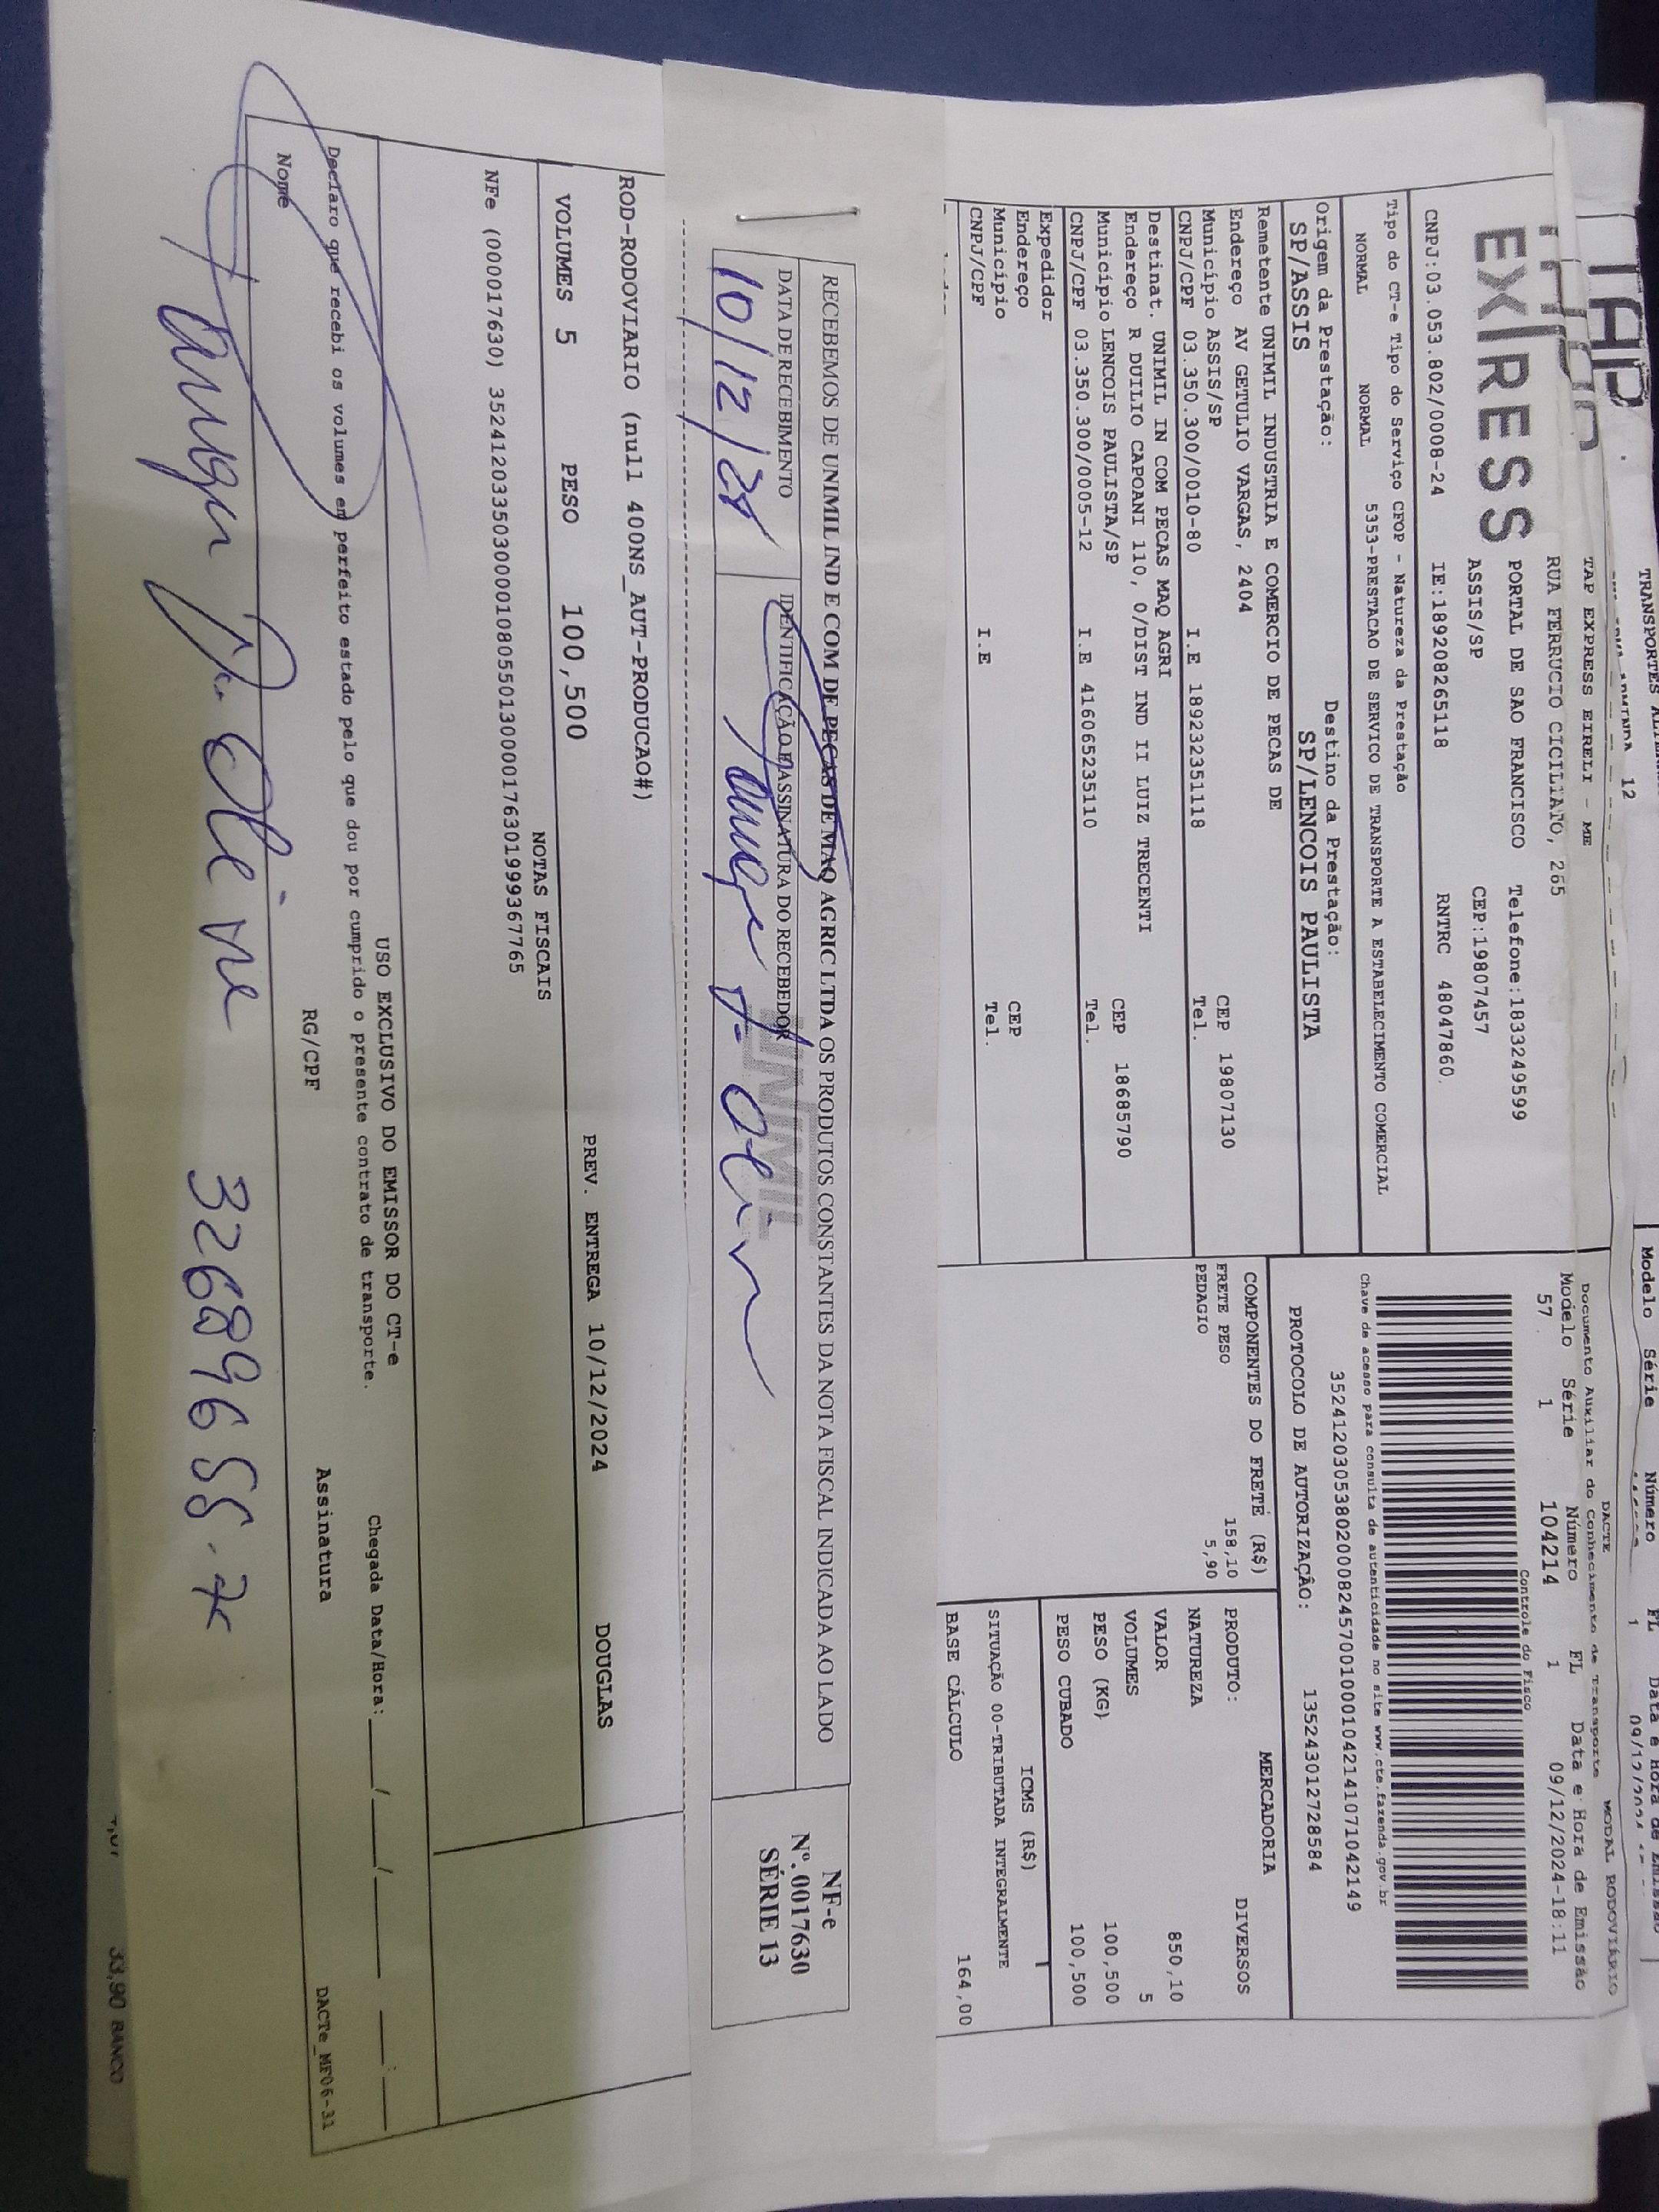 TRANSPORTES
Modelo Série Número FL Data e Hora de Emissão
12
1
TAP
EXPRESS
TAP EXPRESS EIRELI - ME
RUA FERRUCIO CICILIATO, 265
PORTAL DE SAO FRANCISCO Telefone:1833249599
ASSIS/SP CEP:19807457
CNPJ:03.053.802/0008-24 IE:189208265118 RNTRC 48047860
DACTE MODAL RODOVIÁRIO
Documento Auxiliar do Conhecimento de Transporte
Modelo Série Número FL Data e Hora de Emissão
57 1 104214 1 09/12/2024-18:11
Controle do Fisco
Chave de acesso para consulta de autenticidade no site www.cte.fazenda.gov.br
35241203053802000824570010001042141071042149
PROTOCOLO DE AUTORIZAÇÃO: 135243012728584
Tipo do CT-e Tipo do Serviço CFOP - Natureza da Prestação
NORMAL NORMAL 5353-PRESTACAO DE SERVICO DE TRANSPORTE A ESTABELECIMENTO COMERCIAL
Origem da Prestação: Destino da Prestação:
SP/ASSIS SP/LENCOIS PAULISTA
Remetente UNIMIL INDUSTRIA E COMERCIO DE PECAS DE
Endereço AV GETULIO VARGAS, 2404
Município ASSIS/SP CEP 19807130
CNPJ/CPF 03.350.300/0010-80 I.E 189232351118 Tel.
Destinat. UNIMIL IN COM PECAS MAQ AGRI
Endereço R DUILIO CAPOANI 110, 0/DIST IND II LUIZ TRECENTI
Município LENCOIS PAULISTA/SP CEP 18685790
CNPJ/CPF 03.350.300/0005-12 I.E 416065235110 Tel.
Expedidor
Endereço
Município CEP
CNPJ/CPF I.E Tel.
COMPONENTES DO FRETE (R$)
FRETE PESO 158,10
PEDAGIO 5,90
MERCADORIA
PRODUTO: DIVERSOS
NATUREZA
VALOR 850,10
VOLUMES 5
PESO (KG) 100,500
PESO CUBADO 100,500
ICMS (R$)
SITUAÇÃO 00-TRIBUTADA INTEGRALMENTE
BASE CÁLCULO 164,00
RECEBEMOS DE UNIMIL IND E COM DE PECAS DE MAQ AGRIC LTDA OS PRODUTOS CONSTANTES DA NOTA FISCAL INDICADA AO LADO
DATA DE RECEBIMENTO IDENTIFICAÇÃO E ASSINATURA DO RECEBEDOR
10/12/24
UNIMIL
NF-e
Nº. 0017630
SÉRIE 13
ROD-RODOVIARIO (null 400NS_AUT-PRODUCAO#)
VOLUMES 5 PESO 100,500 PREV. ENTREGA 10/12/2024 DOUGLAS
NOTAS FISCAIS
NFe (000017630) 35241203350300001080550130000176301999367765
USO EXCLUSIVO DO EMISSOR DO CT-e
Declaro que recebi os volumes em perfeito estado pelo que dou por cumprido o presente contrato de transporte. Chegada Data/Hora:____/____/______ ____:____
Nome RG/CPF Assinatura
DACTe_MF06-31
33,90 BANCO